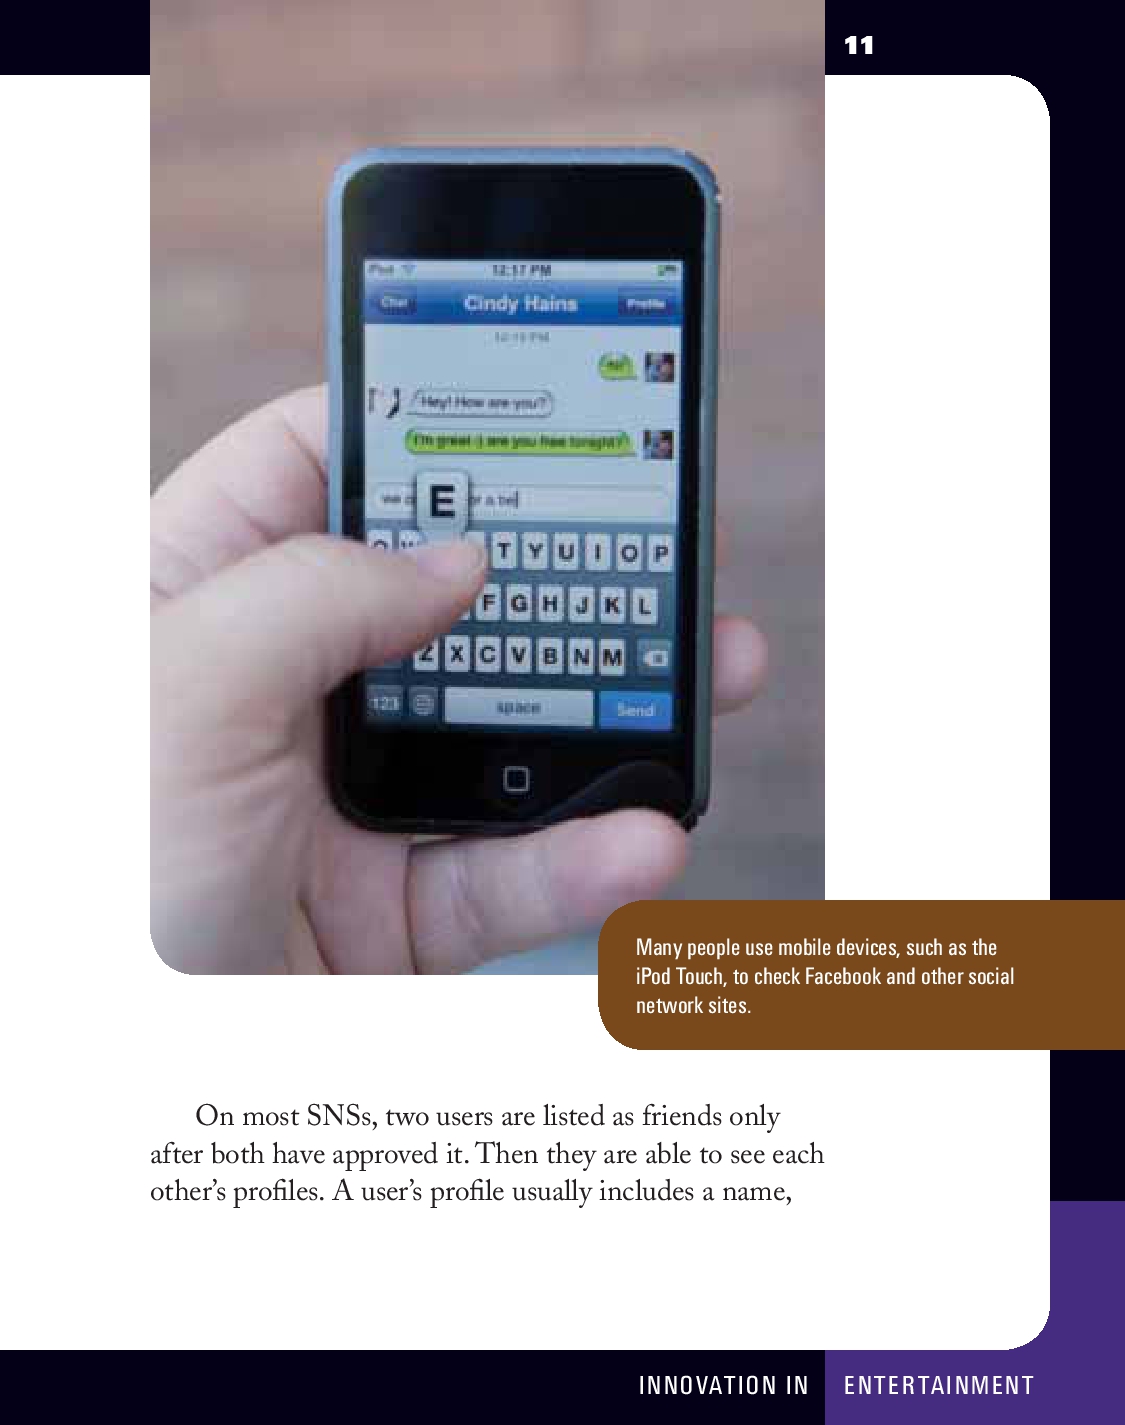 11
iPod
12:17 PM
Chat
Cindy Hains
Profile
Hey! How are you?
I'm great :) are you free tonight?
we
E
r a be
T Y U I O P
F G H J K L
Z X C V B N M
123
space
Send
Many people use mobile devices, such as the
iPod Touch, to check Facebook and other social
network sites.
On most SNSs, two users are listed as friends only
after both have approved it. Then they are able to see each
other’s profiles. A user’s profile usually includes a name,
INNOVATION IN ENTERTAINMENT